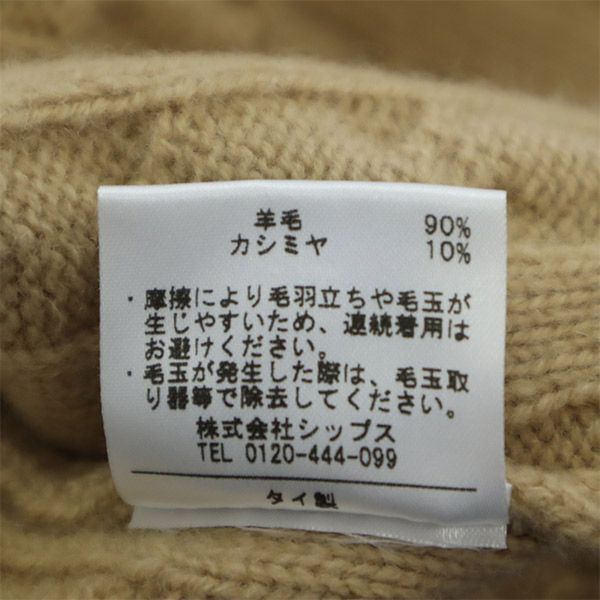 羊毛 90%
カシミヤ 10%
・摩擦により毛羽立ちや毛玉が
生じやすいため、連続着用は
お避けください。
・毛玉が発生した際は、毛玉取
り器等で除去してください。
株式会社シップス
TEL 0120-444-099
タイ製